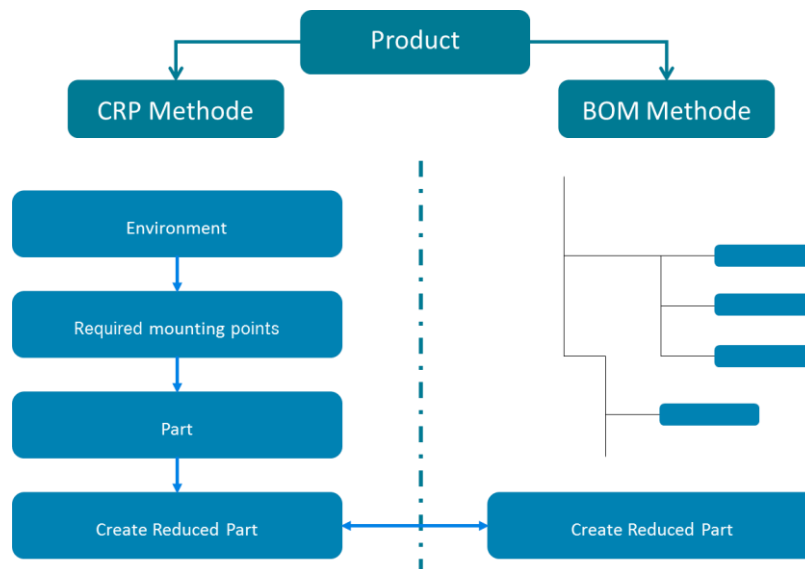 Product
CRP Methode
BOM Methode
Environment
Required mounting points
Part
Create Reduced Part
Create Reduced Part